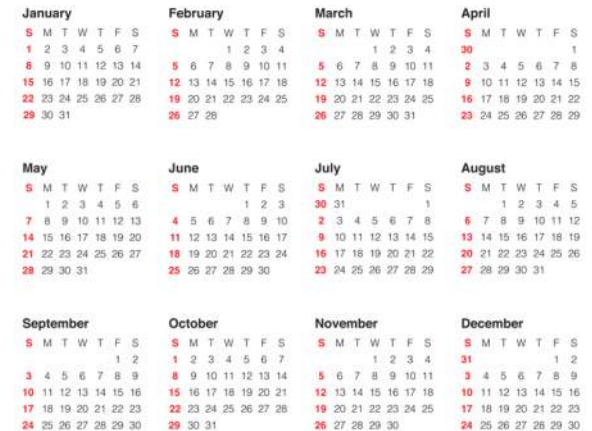 January
S M T W T F S
1 2 3 4 5 6 7
8 9 10 11 12 13 14
15 16 17 18 19 20 21
22 23 24 25 26 27 28
29 30 31
February
S M T W T F S
1 2 3 4
5 6 7 8 9 10 11
12 13 14 15 16 17 18
19 20 21 22 23 24 25
26 27 28
March
S M T W T F S
1 2 3 4
5 6 7 8 9 10 11
12 13 14 15 16 17 18
19 20 21 22 23 24 25
26 27 28 29 30 31
April
S M T W T F S
30 1
2 3 4 5 6 7 8
9 10 11 12 13 14 15
16 17 18 19 20 21 22
23 24 25 26 27 28 29
May
S M T W T F S
1 2 3 4 5 6
7 8 9 10 11 12 13
14 15 16 17 18 19 20
21 22 23 24 25 26 27
28 29 30 31
June
S M T W T F S
1 2 3
4 5 6 7 8 9 10
11 12 13 14 15 16 17
18 19 20 21 22 23 24
25 26 27 28 29 30
July
S M T W T F S
30 31 1
2 3 4 5 6 7 8
9 10 11 12 13 14 15
16 17 18 19 20 21 22
23 24 25 26 27 28 29
August
S M T W T F S
1 2 3 4 5
6 7 8 9 10 11 12
13 14 15 16 17 18 19
20 21 22 23 24 25 26
27 28 29 30 31
September
S M T W T F S
1 2
3 4 5 6 7 8 9
10 11 12 13 14 15 16
17 18 19 20 21 22 23
24 25 26 27 28 29 30
October
S M T W T F S
1 2 3 4 5 6 7
8 9 10 11 12 13 14
15 16 17 18 19 20 21
22 23 24 25 26 27 28
29 30 31
November
S M T W T F S
1 2 3 4
5 6 7 8 9 10 11
12 13 14 15 16 17 18
19 20 21 22 23 24 25
26 27 28 29 30
December
S M T W T F S
31 1 2
3 4 5 6 7 8 9
10 11 12 13 14 15 16
17 18 19 20 21 22 23
24 25 26 27 28 29 30